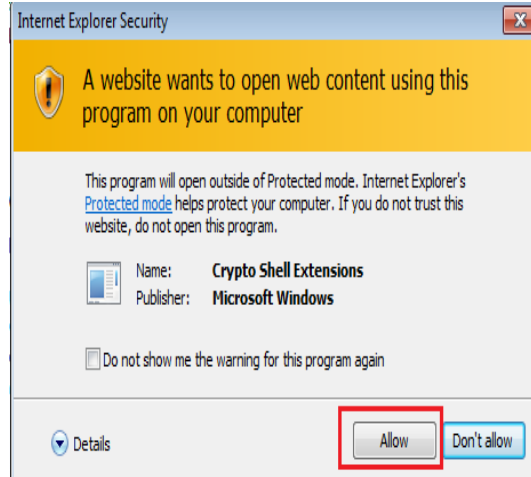 Internet Explorer Security
A website wants to open web content using this
program on your computer
This program will open outside of Protected mode. Internet Explorer's
Protected mode helps protect your computer. If you do not trust this
website, do not open this program.
Name: Crypto Shell Extensions
Publisher: Microsoft Windows
Do not show me the warning for this program again
Details Allow Don't allow